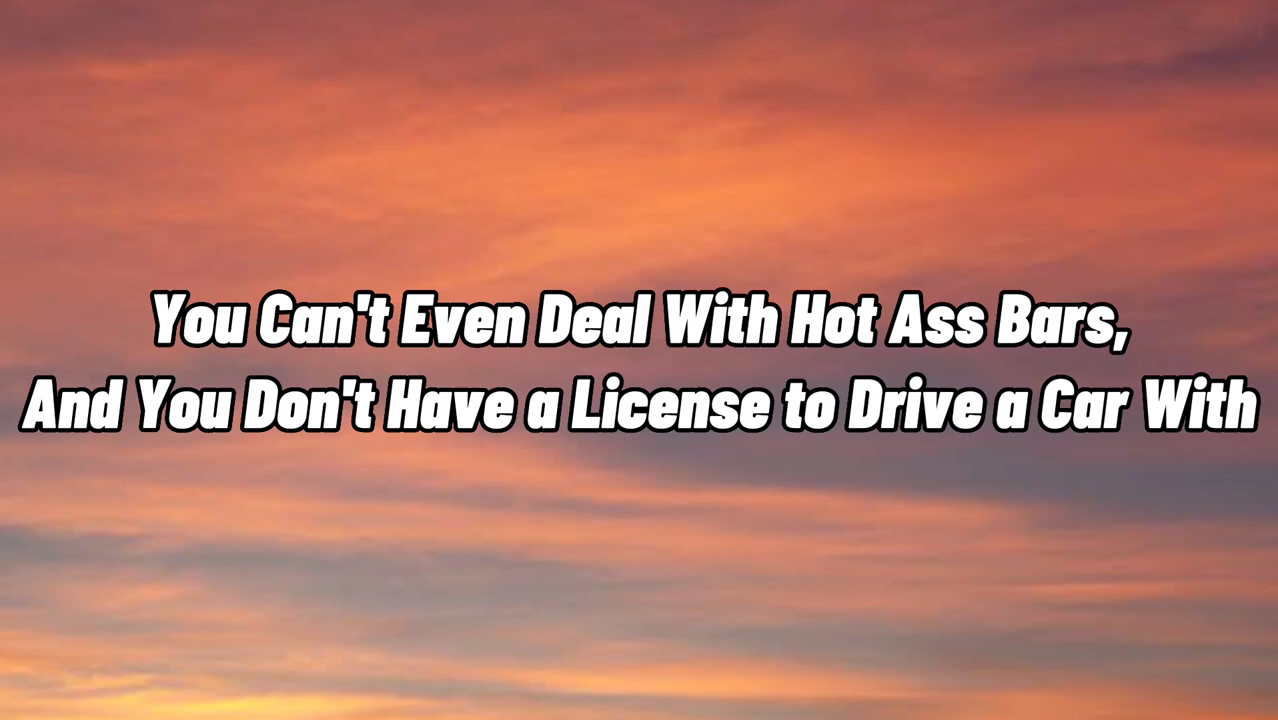 You Can't Even Deal With Hot Ass Bars,
And You Don't Have a License to Drive a Car With